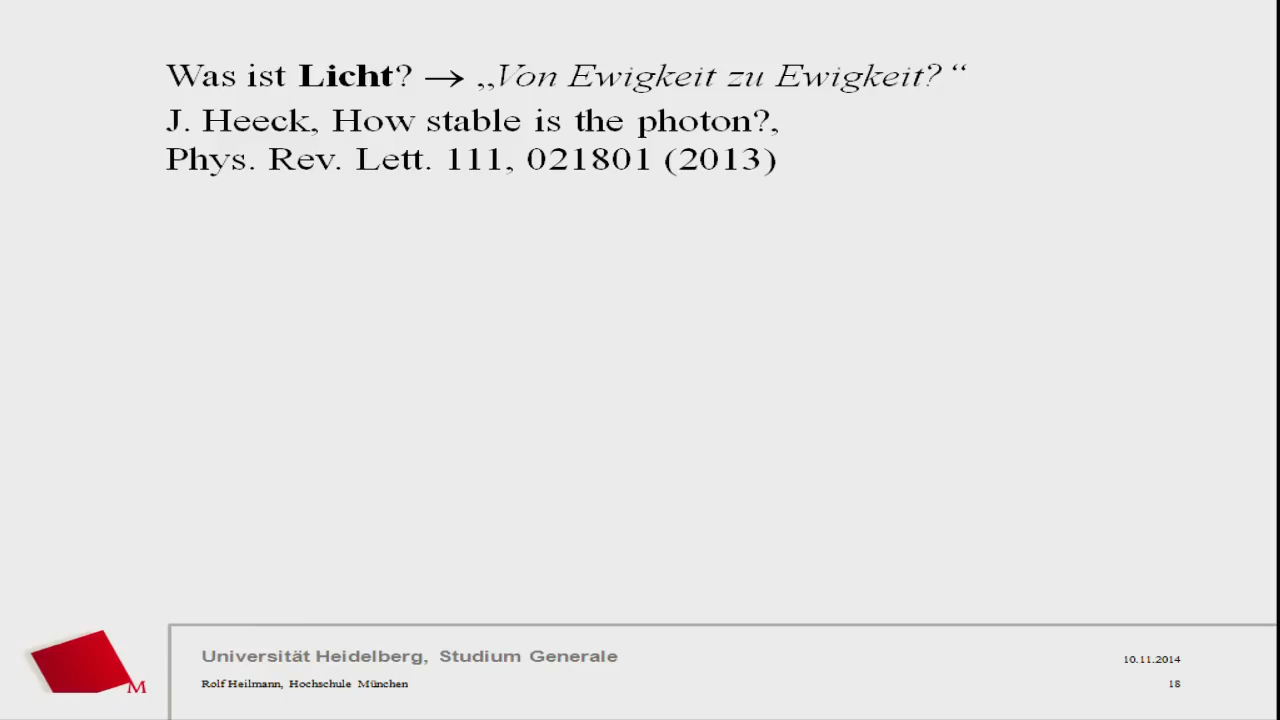 Was ist Licht? → „Von Ewigkeit zu Ewigkeit?“
J. Heeck, How stable is the photon?,
Phys. Rev. Lett. 111, 021801 (2013)
M
Universität Heidelberg, Studium Generale
10.11.2014
Rolf Heilmann, Hochschule München
18